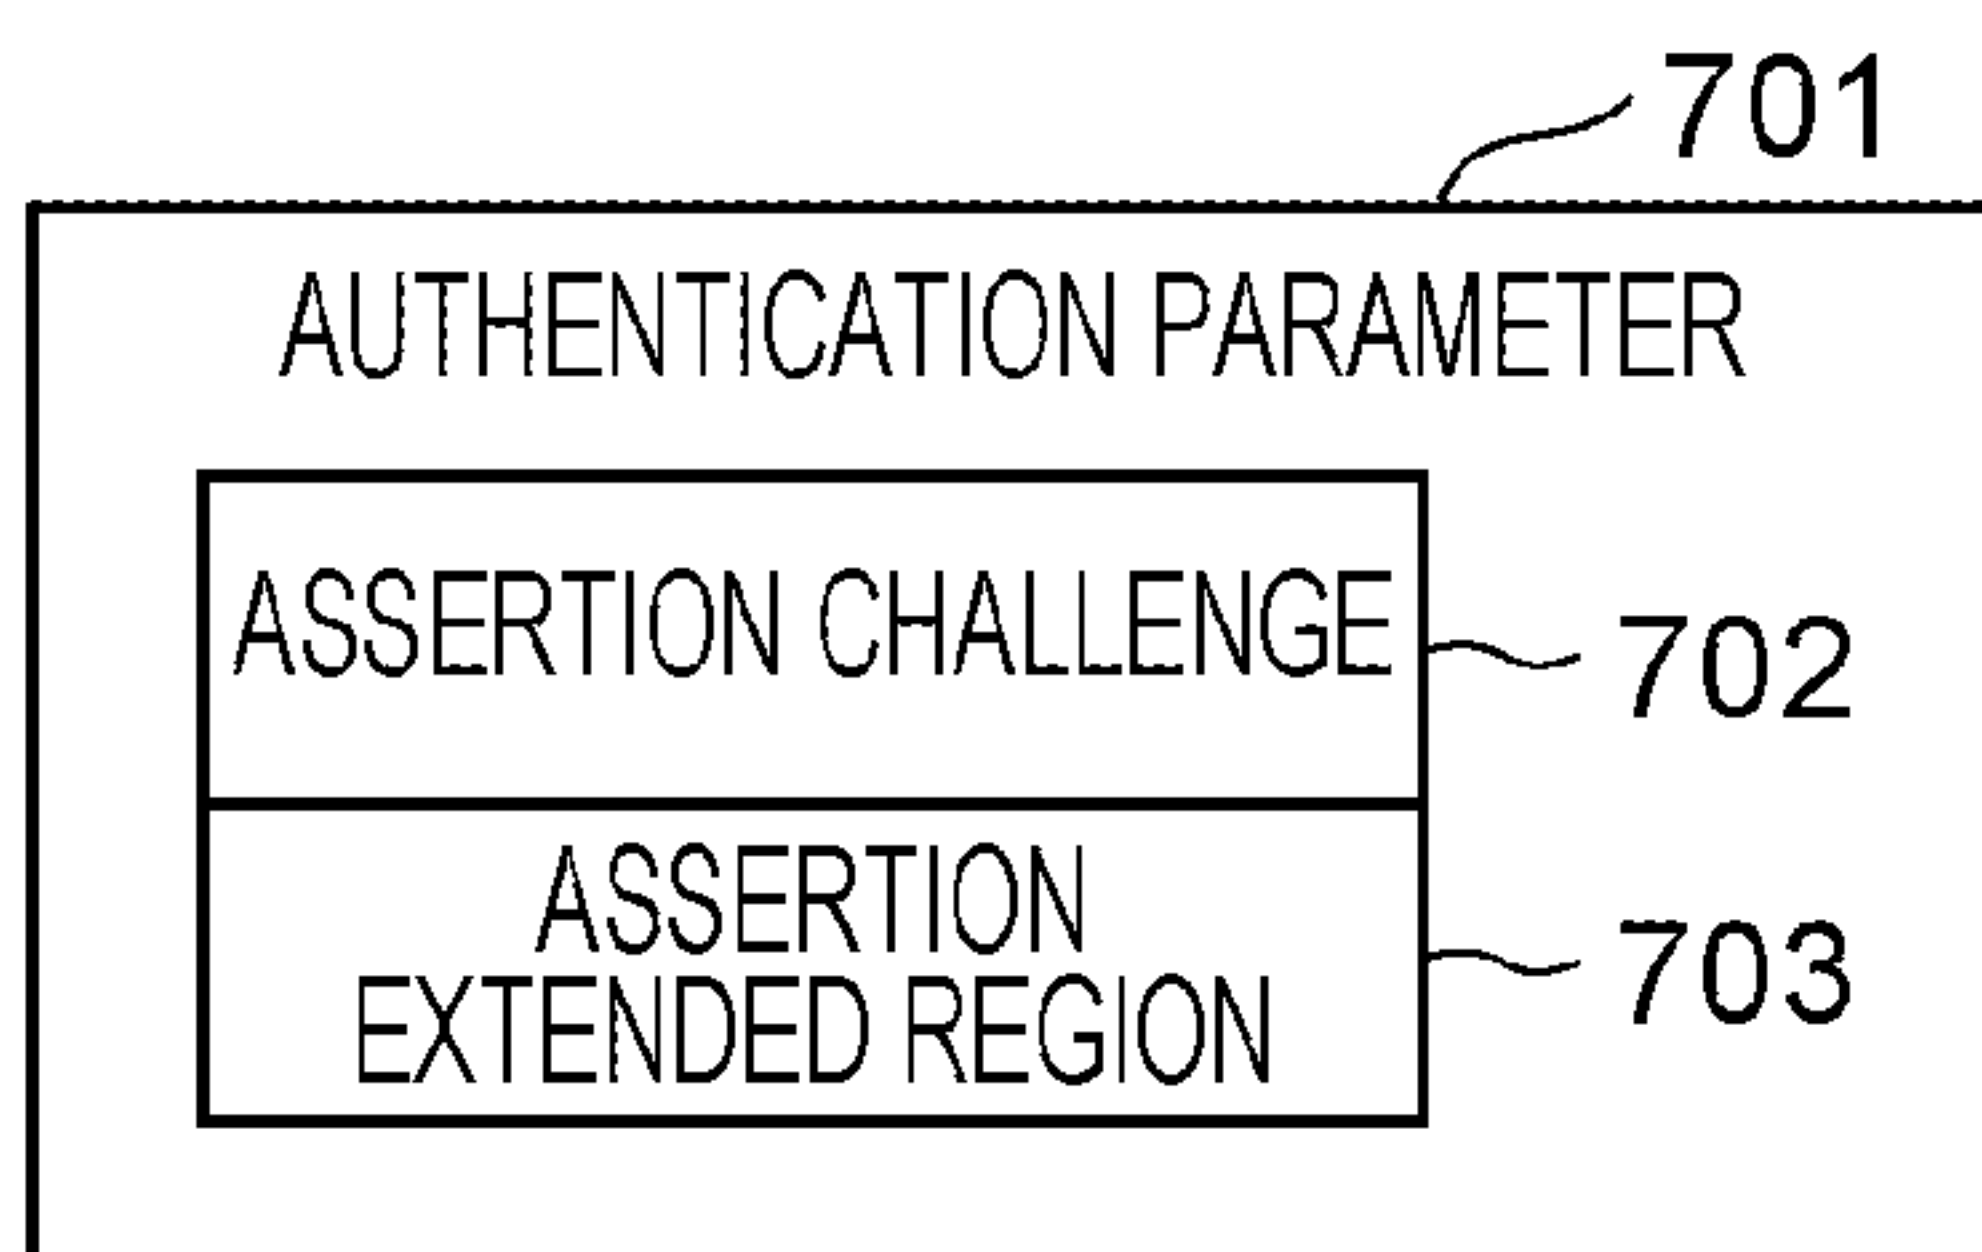 701
AUTHENTICATION PARAMETER
ASSERTION CHALLENGE
702
ASSERTION
EXTENDED REGION
703